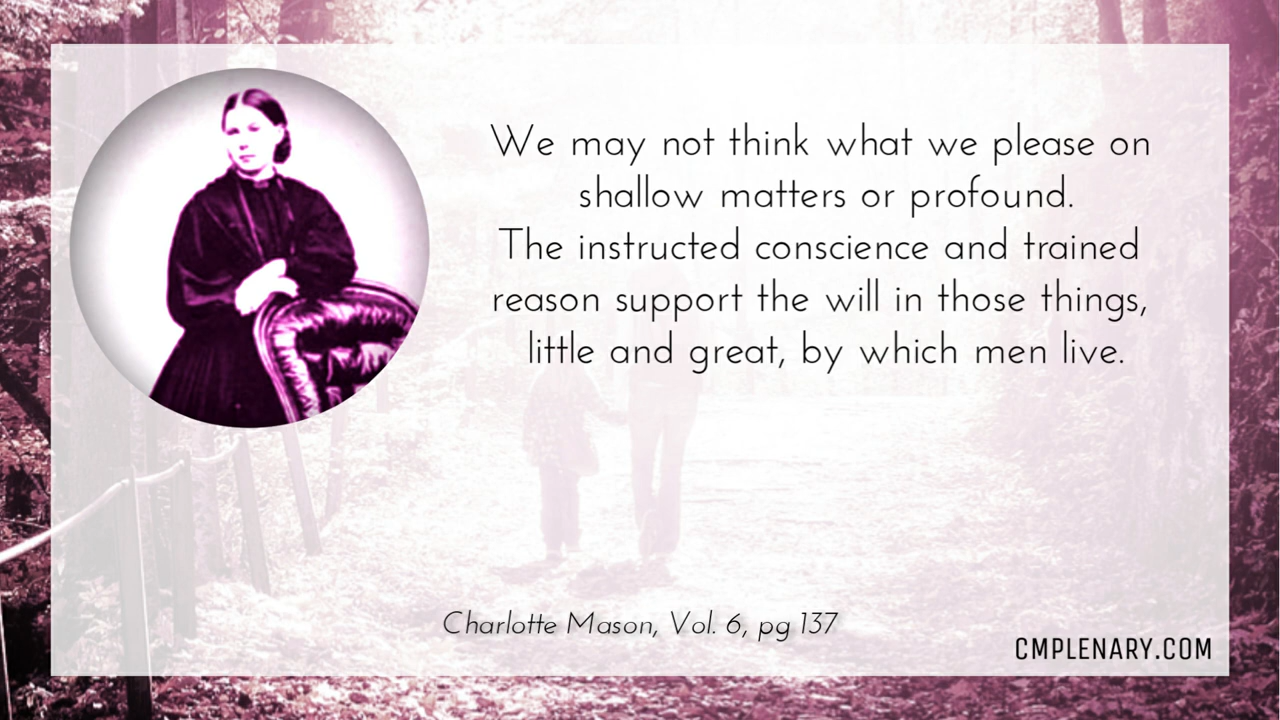 We may not think what we please on
shallow matters or profound.
The instructed conscience and trained
reason support the will in those things,
little and great, by which men live.
Charlotte Mason, Vol. 6, pg 137
CMPLENARY.COM